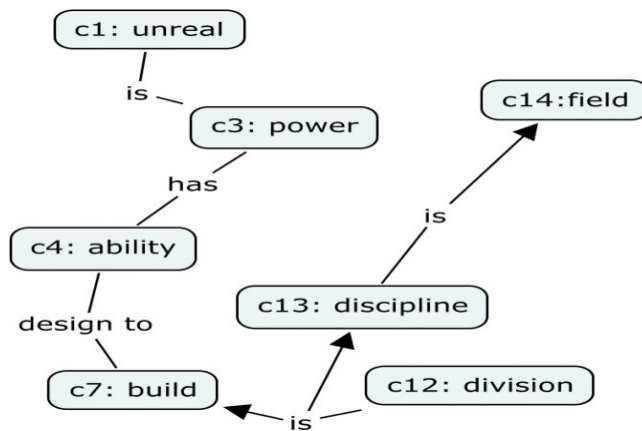 c1: unreal
is
c14:field
c3: power
has
is
c4: ability
c13: discipline
design to
c7: build
c12: division
is